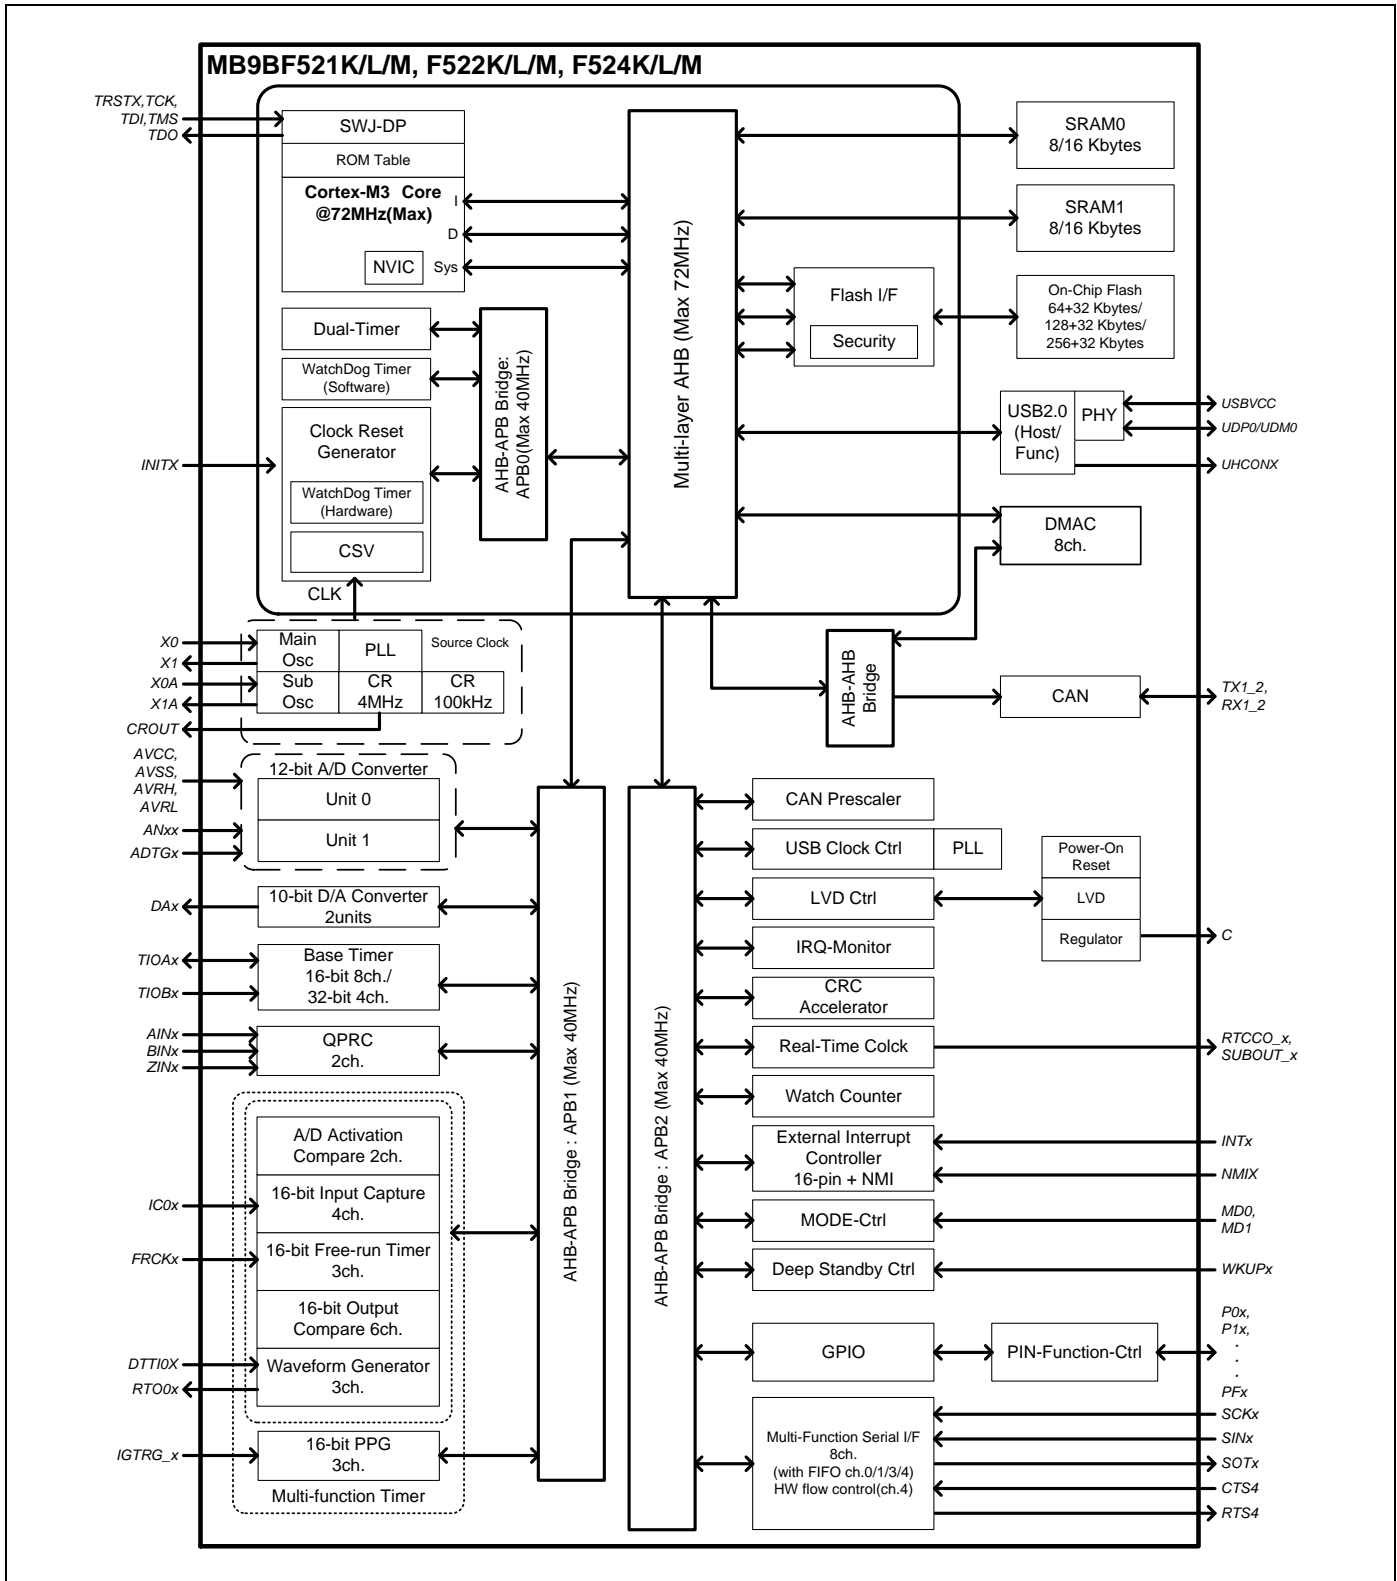 MB9BF521K/L/M, F522K/L/M, F524K/L/M
TRSTX,TCK,
TDI,TMS
TDO
SWJ-DP
ROM Table
Cortex-M3 Core
@72MHz(Max)
I
D
Sys
NVIC
Dual-Timer
WatchDog Timer
(Software)
Clock Reset
Generator
WatchDog Timer
(Hardware)
CSV
CLK
INITX
AHB-APB Bridge:
APB0(Max 40MHz)
Multi-layer AHB (Max 72MHz)
SRAM0
8/16 Kbytes
SRAM1
8/16 Kbytes
Flash I/F
Security
On-Chip Flash
64+32 Kbytes/
128+32 Kbytes/
256+32 Kbytes
USB2.0
(Host/
Func)
PHY
USBVCC
UDP0/UDM0
UHCONX
DMAC
8ch.
AHB-AHB
Bridge
CAN
TX1_2,
RX1_2
X0
X1
X0A
X1A
CROUT
Main
Osc
PLL
Source Clock
Sub
Osc
CR
4MHz
CR
100kHz
AVCC,
AVSS,
AVRH,
AVRL
ANxx
ADTGx
12-bit A/D Converter
Unit 0
Unit 1
DAx
10-bit D/A Converter
2units
TIOAx
TIOBx
Base Timer
16-bit 8ch./
32-bit 4ch.
AINx
BINx
ZINx
QPRC
2ch.
A/D Activation
Compare 2ch.
IC0x
16-bit Input Capture
4ch.
FRCKx
16-bit Free-run Timer
3ch.
16-bit Output
Compare 6ch.
DTTI0X
RTO0x
Waveform Generator
3ch.
IGTRG_x
16-bit PPG
3ch.
Multi-function Timer
AHB-APB Bridge : APB1 (Max 40MHz)
AHB-APB Bridge : APB2 (Max 40MHz)
CAN Prescaler
USB Clock Ctrl
PLL
LVD Ctrl
Power-On
Reset
LVD
Regulator
C
IRQ-Monitor
CRC
Accelerator
Real-Time Colck
RTCCO_x,
SUBOUT_x
Watch Counter
External Interrupt
Controller
16-pin + NMI
INTx
NMIX
MODE-Ctrl
MD0,
MD1
Deep Standby Ctrl
WKUPx
GPIO
PIN-Function-Ctrl
P0x,
P1x,
.
.
.
PFx
Multi-Function Serial I/F
8ch.
(with FIFO ch.0/1/3/4)
HW flow control(ch.4)
SCKx
SINx
SOTx
CTS4
RTS4